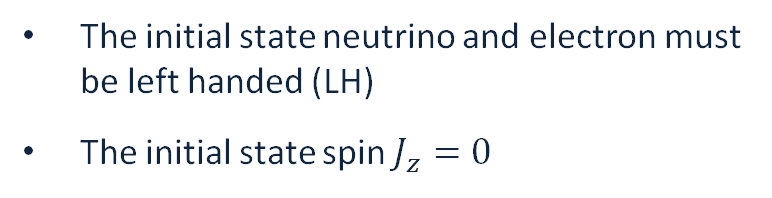 • The initial state neutrino and electron must
be left handed (LH)
• The initial state spin J_z = 0